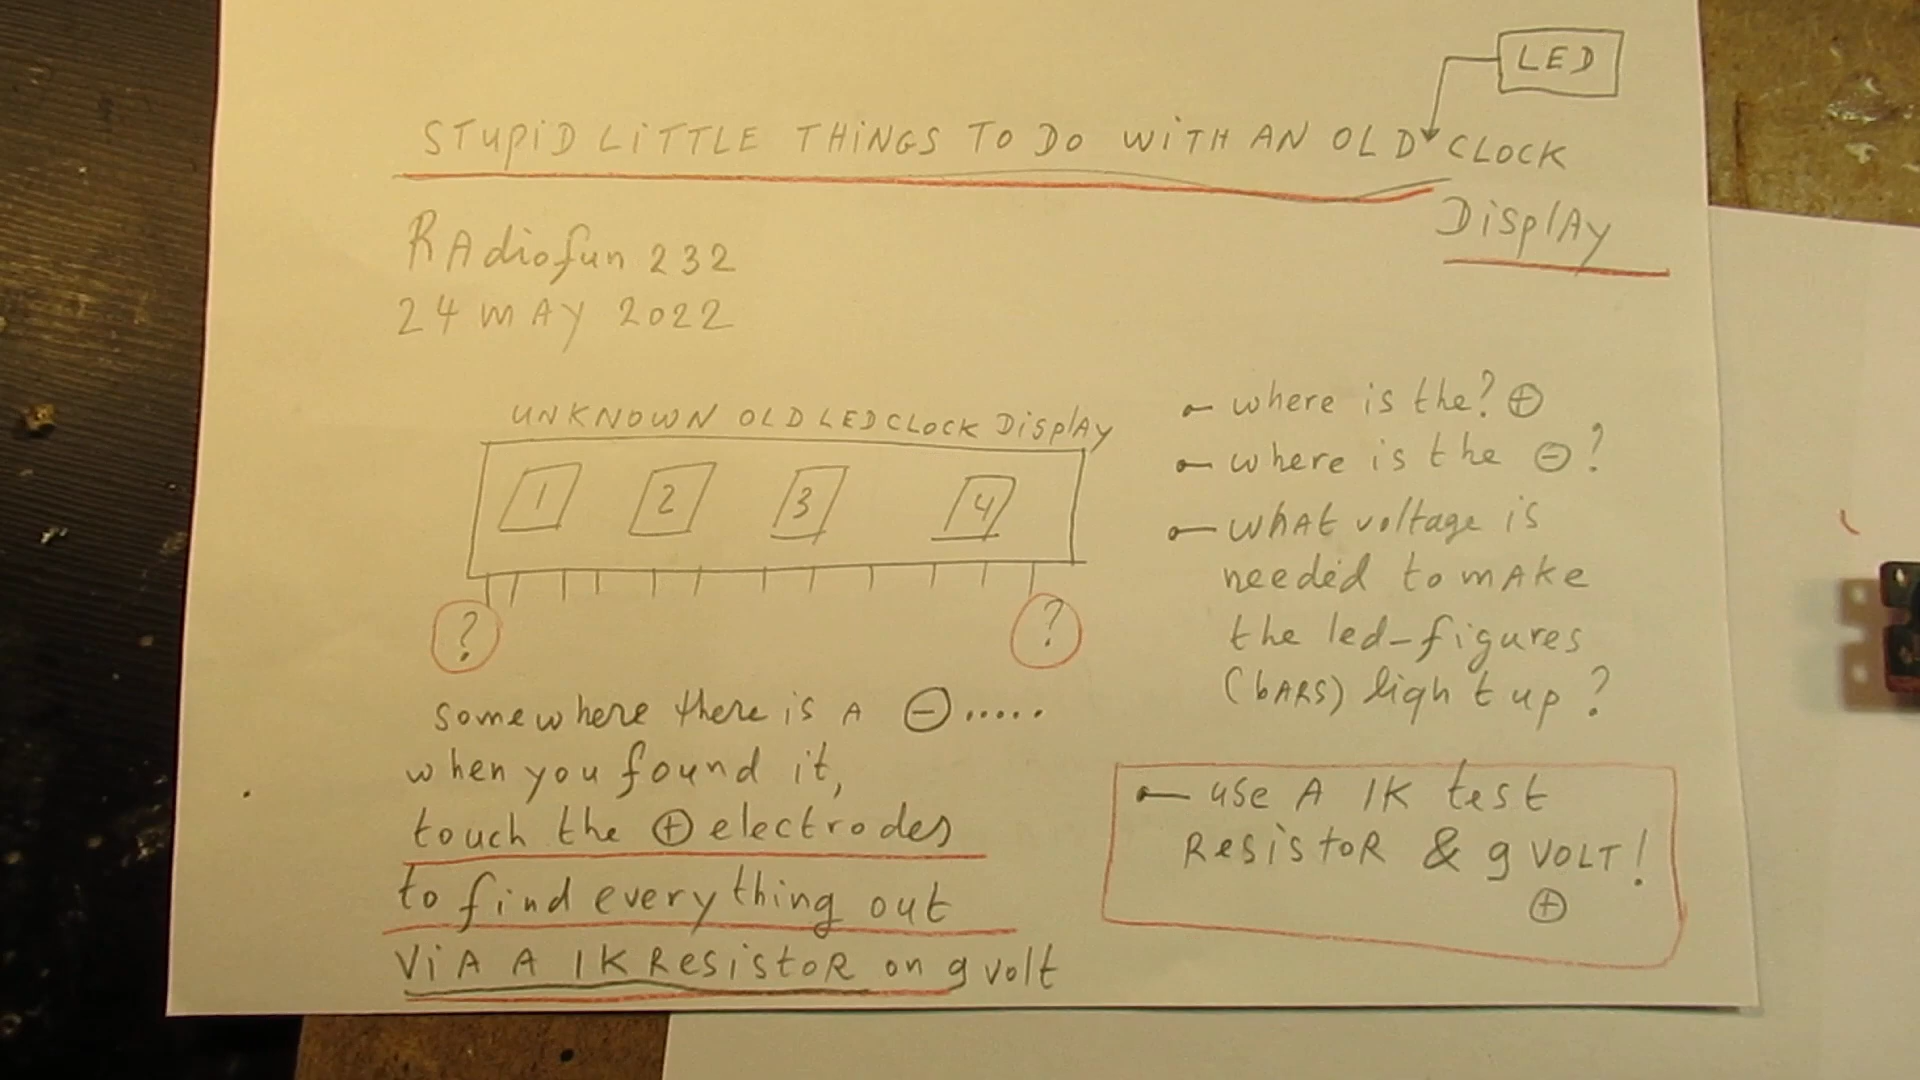 LED
STUPID LITTLE THINGS TO DO WITH AN OLD CLOCK
DISPLAY
RADiofun 232
24 MAY 2022
UNKNOWN OLD LED CLOCK DISPLAY
1 2 3 4
? ?
somewhere there is A ⊖.....
when you found it,
touch the ⊕ electrodes
to find everything out
ViA A 1K ResistoR on 9 volt
- where is the? ⊕
- where is the ⊖?
- WHAt voltage is
needed to mAKe
the led-figures
(bARS) light up?
- use A 1K test
ResistoR & 9 VOLT!
⊕